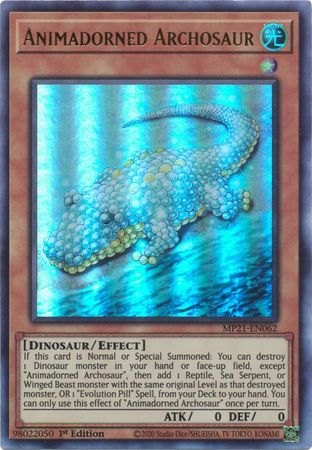 ANIMADORNED ARCHOSAUR
光
MP21-EN062
[DINOSAUR/EFFECT]
If this card is Normal or Special Summoned: You can destroy
1 Dinosaur monster in your hand or face-up field, except
"Animadorned Archosaur", then add 1 Reptile, Sea Serpent, or
Winged Beast monster with the same original Level as that destroyed
monster, OR 1 "Evolution Pill" Spell, from your Deck to your hand. You
can only use this effect of "Animadorned Archosaur" once per turn.
ATK/ 0 DEF/ 0
98022050 1st Edition ©2020 Studio Dice/SHUEISHA, TV TOKYO, KONAMI